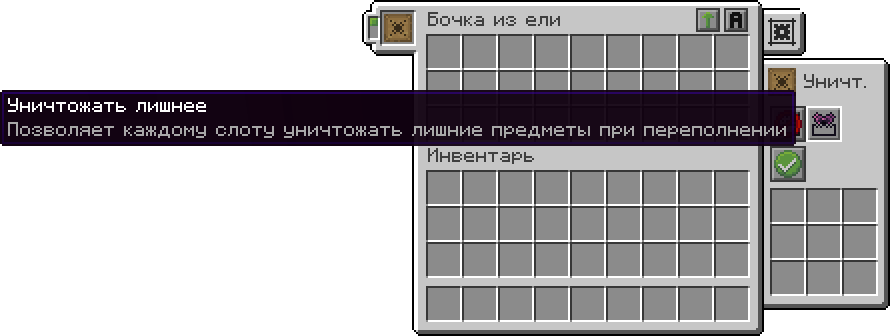 Бочка из ели
A
Уничт.
Уничтожать лишнее
Позволяет каждому слоту уничтожать лишние предметы при переполнении
Инвентарь